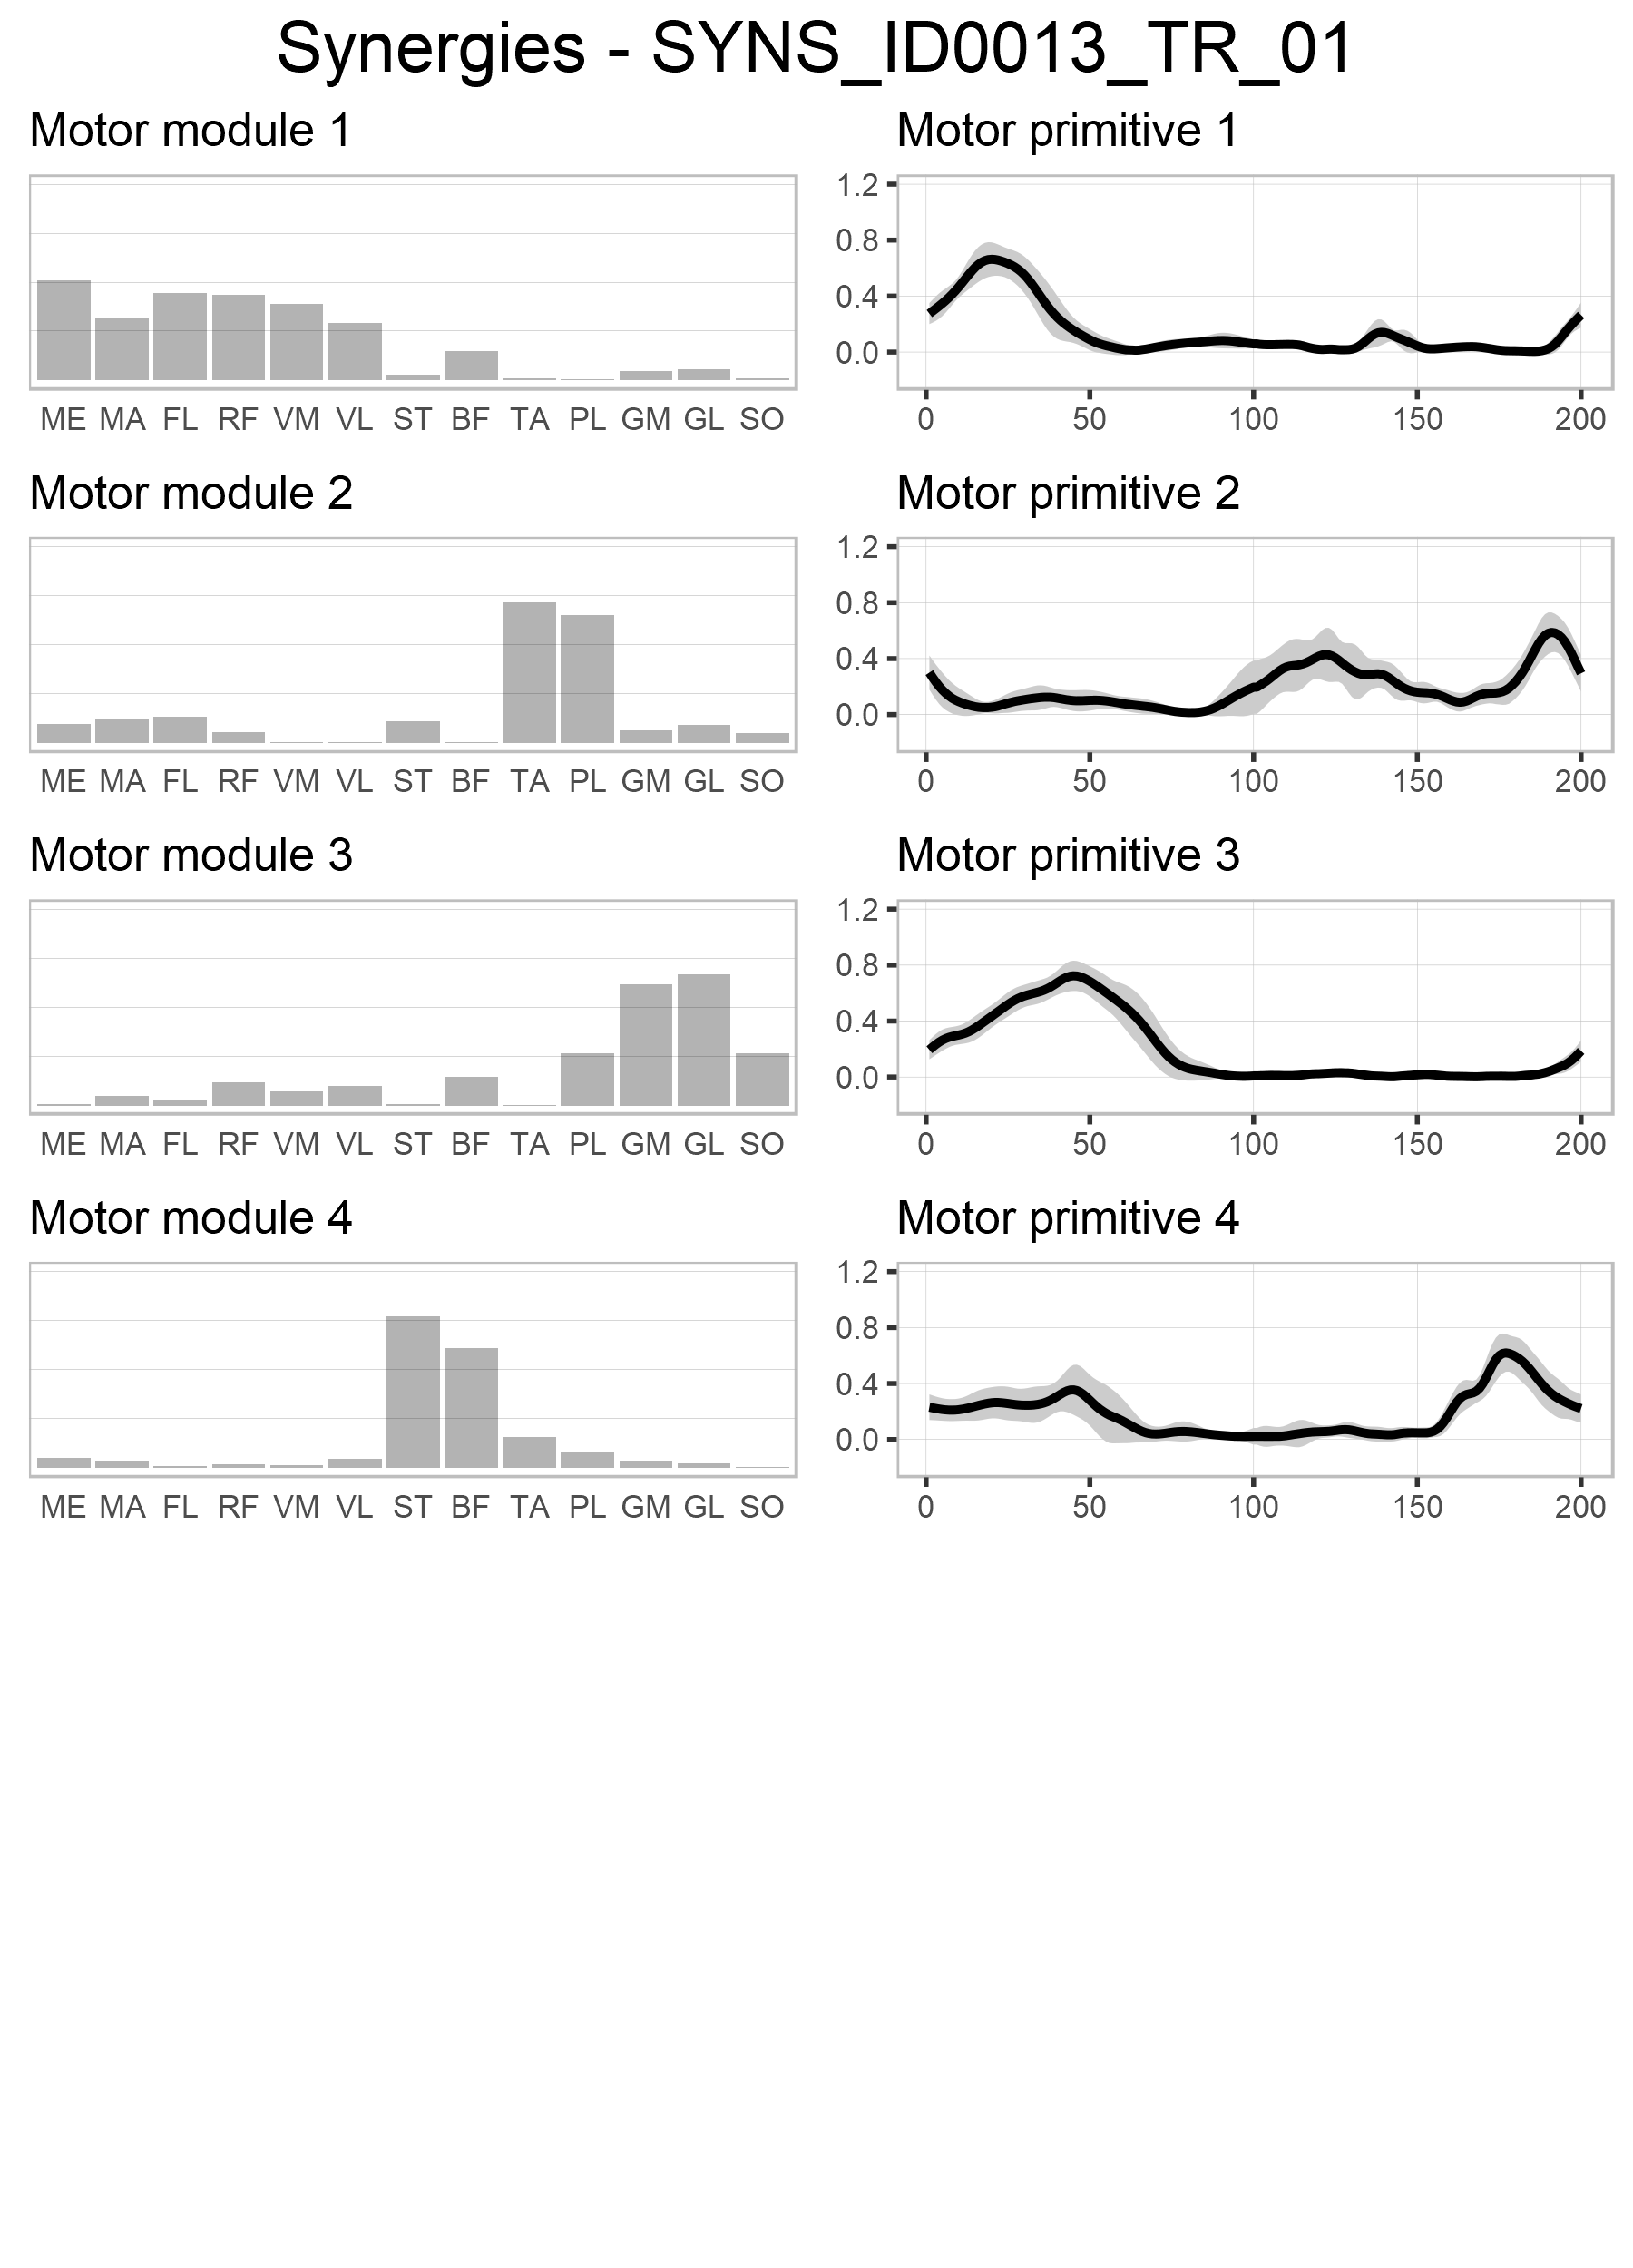 Synergies - SYNS_ID0013_TR_01
Motor module 1
Motor primitive 1
1.2
0.8
0.4
0.0
ME MA FL RF VM VL ST BF TA PL GM GL SO
0 50 100 150 200
Motor module 2
Motor primitive 2
1.2
0.8
0.4
0.0
ME MA FL RF VM VL ST BF TA PL GM GL SO
0 50 100 150 200
Motor module 3
Motor primitive 3
1.2
0.8
0.4
0.0
ME MA FL RF VM VL ST BF TA PL GM GL SO
0 50 100 150 200
Motor module 4
Motor primitive 4
1.2
0.8
0.4
0.0
ME MA FL RF VM VL ST BF TA PL GM GL SO
0 50 100 150 200